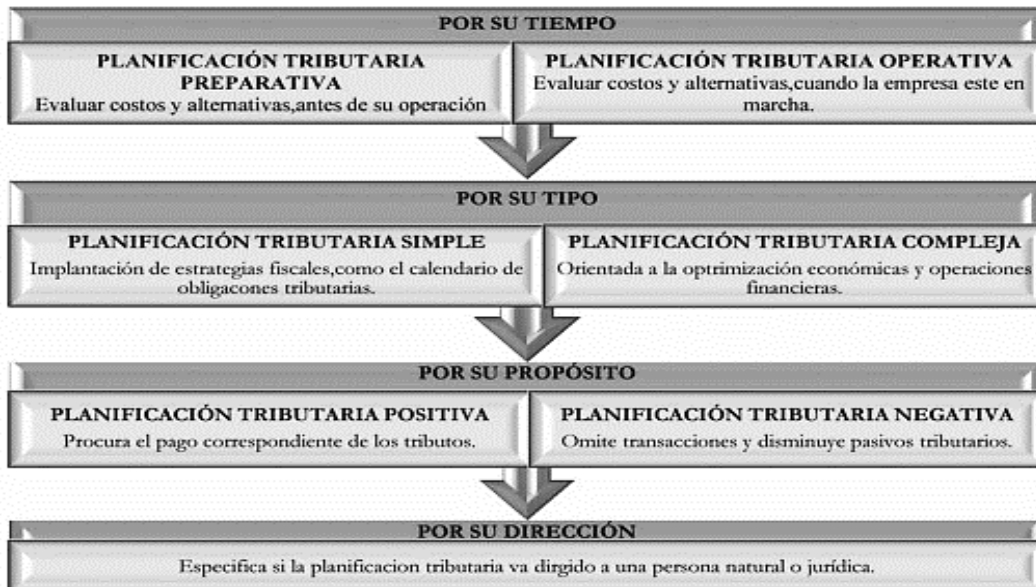 POR SU TIEMPO
PLANIFICACIÓN TRIBUTARIA
PREPARATIVA
Evaluar costos y alternativas,antes de su operación
PLANIFICACIÓN TRIBUTARIA OPERATIVA
Evaluar costos y alternativas,cuando la empresa este en
marcha.
POR SU TIPO
PLANIFICACIÓN TRIBUTARIA SIMPLE
Implantación de estrategias fiscales,como el calendario de
obligacones tributarias.
PLANIFICACIÓN TRIBUTARIA COMPLEJA
Orientada a la optrimización económicas y operaciones
financieras.
POR SU PROPÓSITO
PLANIFICACIÓN TRIBUTARIA POSITIVA
Procura el pago correspondiente de los tributos.
PLANIFICACIÓN TRIBUTARIA NEGATIVA
Omite transacciones y disminuye pasivos tributarios.
POR SU DIRECCIÓN
Especifica si la planificacion tributaria va dirgido a una persona natural o jurídica.